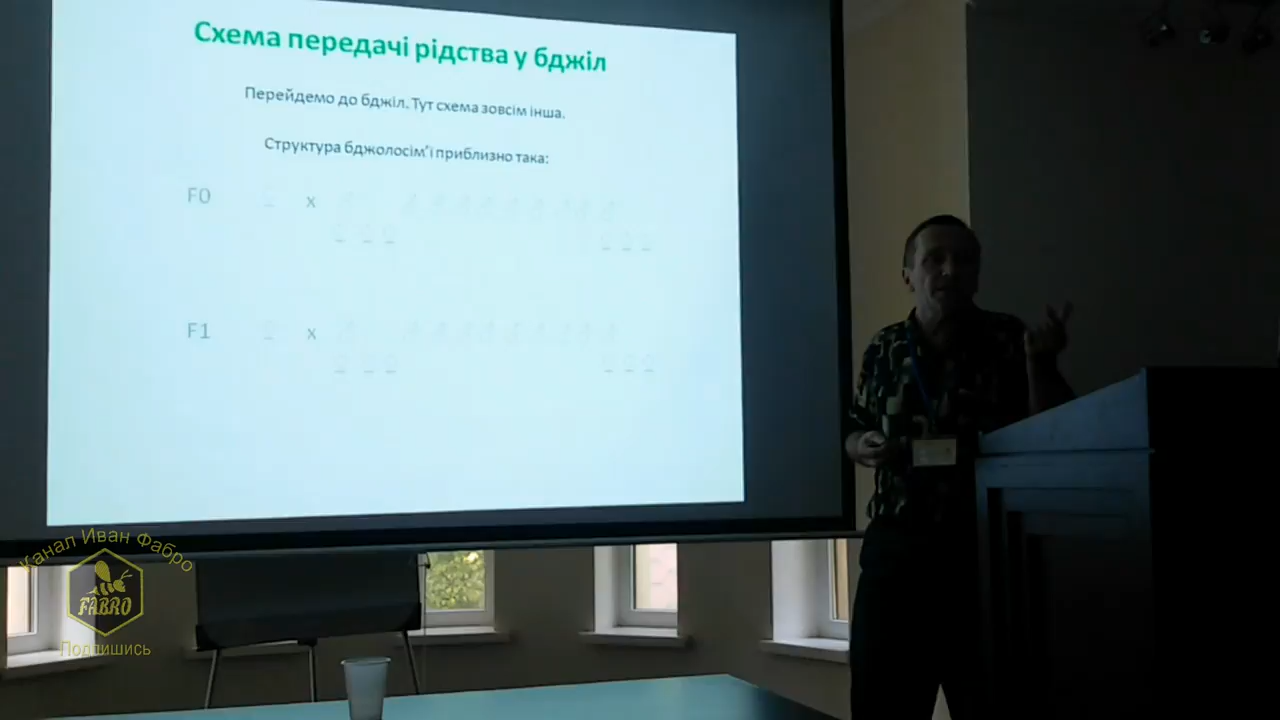 Схема передачі рідства у бджіл
Перейдемо до бджіл. Тут схема зовсім інша.
Структура бджолосім'ї приблизно така:
F0 x
F1 x
Канал Иван Фабро
FABRO
Подпишись